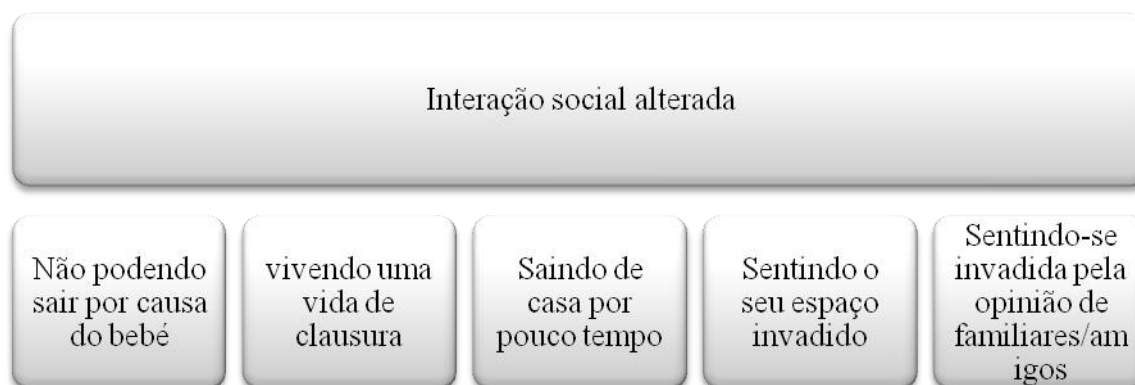 Interação social alterada
Não podendo
sair por causa
do bebé
vivendo uma
vida de
clausura
Saindo de
casa por
pouco tempo
Sentindo o
seu espaço
invadido
Sentindo-se
invadida pela
opinião de
familiares/am
igos